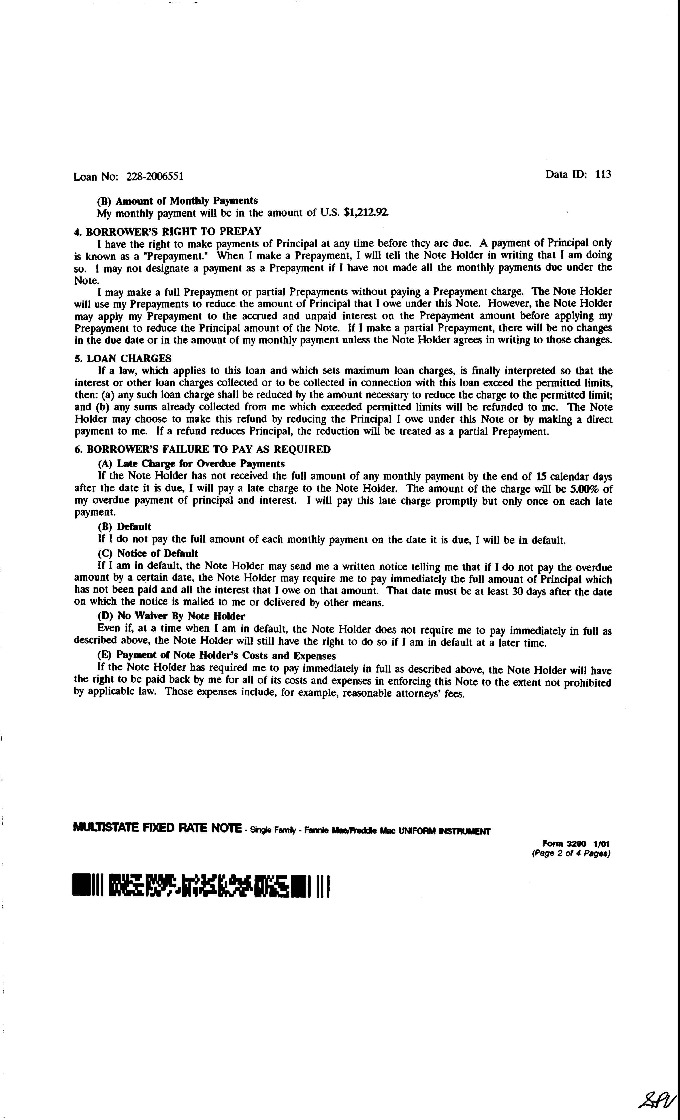 Loan No: 228-2006551 Data ID: 113
(B) Amount of Monthly Payments
My monthly payment will be in the amount of U.S. $1,212.92.
4. BORROWER'S RIGHT TO PREPAY
I have the right to make payments of Principal at any time before they are due. A payment of Principal only
is known as a "Prepayment." When I make a Prepayment, I will tell the Note Holder in writing that I am doing
so. I may not designate a payment as a Prepayment if I have not made all the monthly payments due under the
Note.
I may make a full Prepayment or partial Prepayments without paying a Prepayment charge. The Note Holder
will use my Prepayments to reduce the amount of Principal that I owe under this Note. However, the Note Holder
may apply my Prepayment to the accrued and unpaid interest on the Prepayment amount before applying my
Prepayment to reduce the Principal amount of the Note. If I make a partial Prepayment, there will be no changes
in the due date or in the amount of my monthly payment unless the Note Holder agrees in writing to those changes.
5. LOAN CHARGES
If a law, which applies to this loan and which sets maximum loan charges, is finally interpreted so that the
interest or other loan charges collected or to be collected in connection with this loan exceed the permitted limits,
then: (a) any such loan charge shall be reduced by the amount necessary to reduce the charge to the permitted limit;
and (b) any sums already collected from me which exceeded permitted limits will be refunded to me. The Note
Holder may choose to make this refund by reducing the Principal I owe under this Note or by making a direct
payment to me. If a refund reduces Principal, the reduction will be treated as a partial Prepayment.
6. BORROWER'S FAILURE TO PAY AS REQUIRED
(A) Late Charge for Overdue Payments
If the Note Holder has not received the full amount of any monthly payment by the end of 15 calendar days
after the date it is due, I will pay a late charge to the Note Holder. The amount of the charge will be 5.00% of
my overdue payment of principal and interest. I will pay this late charge promptly but only once on each late
payment.
(B) Default
If I do not pay the full amount of each monthly payment on the date it is due, I will be in default.
(C) Notice of Default
If I am in default, the Note Holder may send me a written notice telling me that if I do not pay the overdue
amount by a certain date, the Note Holder may require me to pay immediately the full amount of Principal which
has not been paid and all the interest that I owe on that amount. That date must be at least 30 days after the date
on which the notice is mailed to me or delivered by other means.
(D) No Waiver By Note Holder
Even if, at a time when I am in default, the Note Holder does not require me to pay immediately in full as
described above, the Note Holder will still have the right to do so if I am in default at a later time.
(E) Payment of Note Holder's Costs and Expenses
If the Note Holder has required me to pay immediately in full as described above, the Note Holder will have
the right to be paid back by me for all of its costs and expenses in enforcing this Note to the extent not prohibited
by applicable law. Those expenses include, for example, reasonable attorneys' fees.
MULTISTATE FIXED RATE NOTE - Single Family - Fannie Mae/Freddie Mac UNIFORM INSTRUMENT
Form 3200 1/01
(Page 2 of 4 Pages)